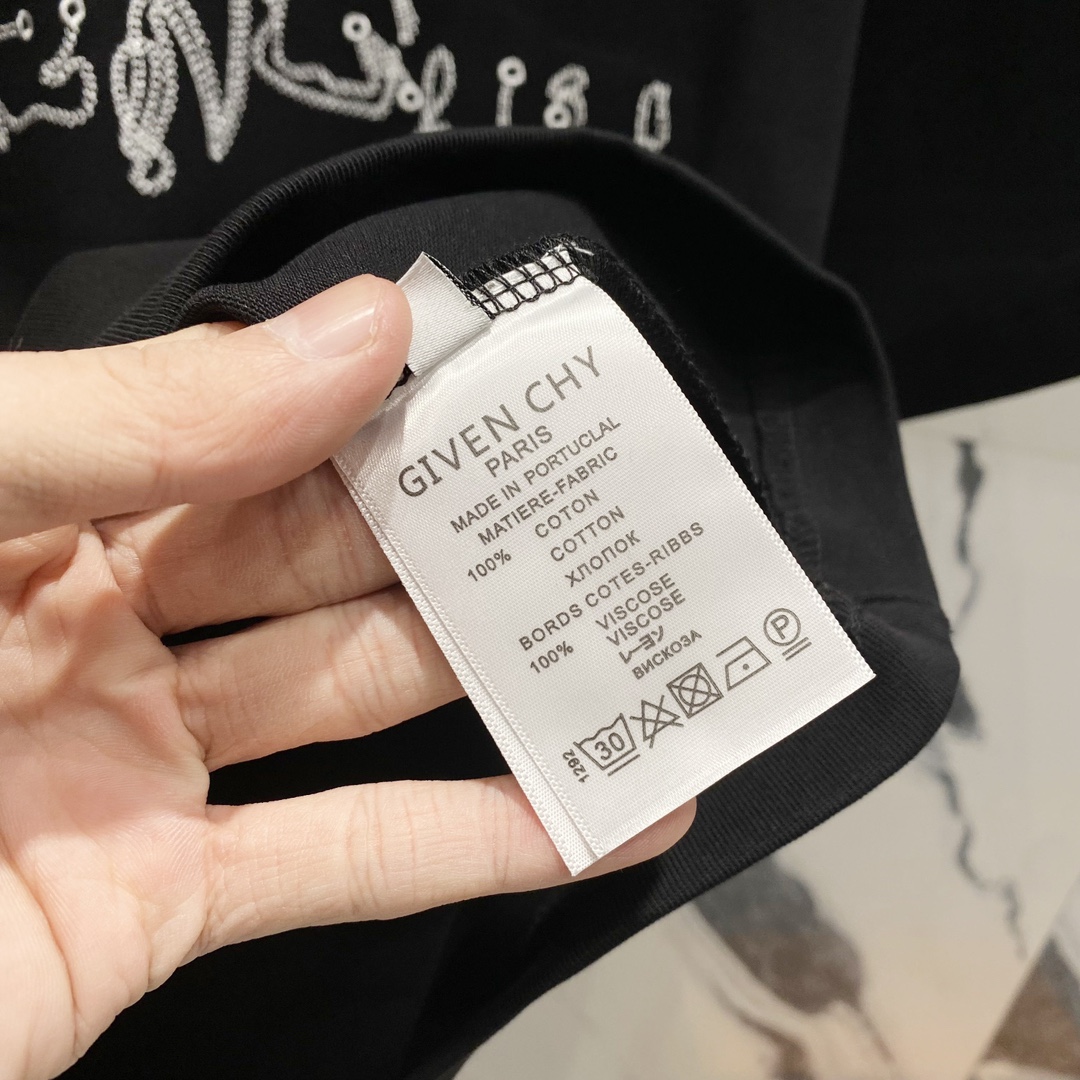 GIVEN CHY
PARIS
MADE IN PORTUCLAL
MATIERE-FABRIC
100% COTON
COTTON
ХЛОПОК
BORDS COTES-RIBBS
100% VISCOSE
VISCOSE
レーヨン
ВИСКОЗА
1292 30 P